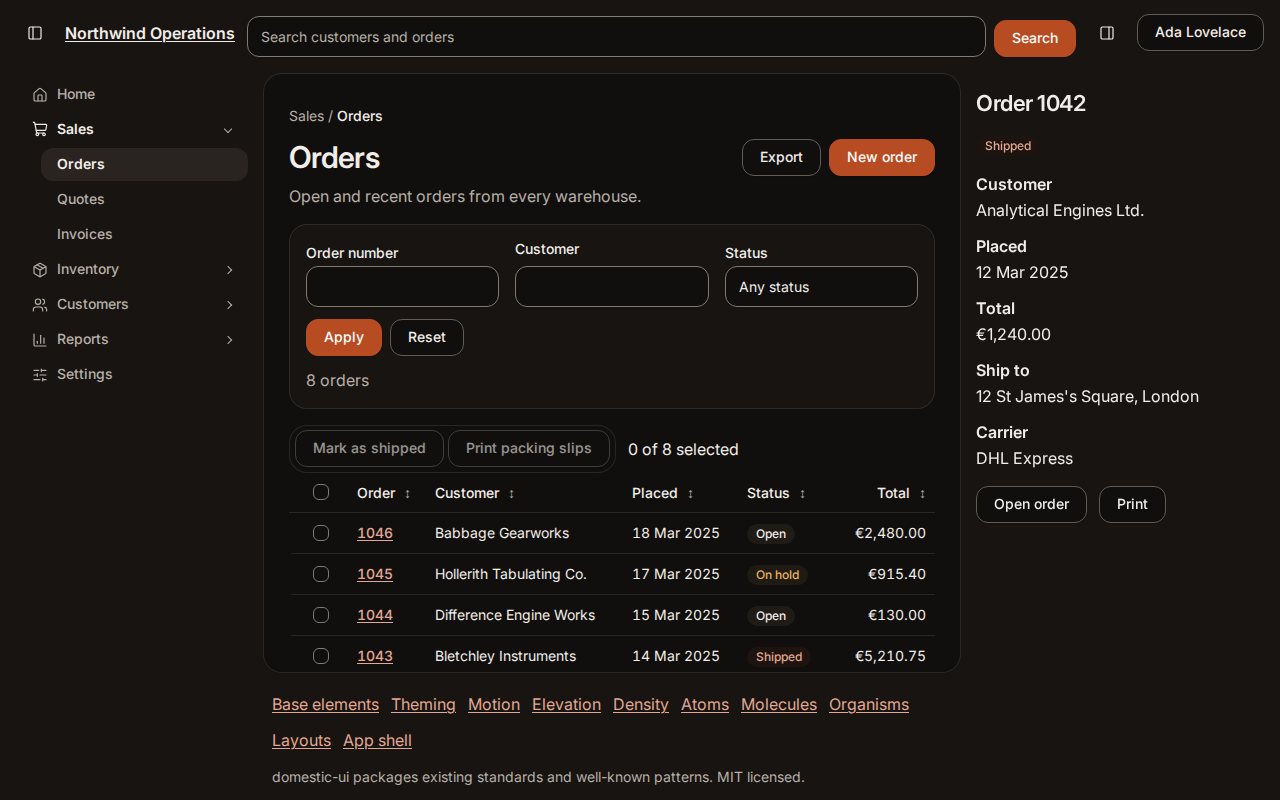 Northwind Operations
Search customers and orders
Search
Ada Lovelace
Home
Sales
Orders
Quotes
Invoices
Inventory
Customers
Reports
Settings
Sales / Orders
Orders
Export
New order
Open and recent orders from every warehouse.
Order number
Customer
Status
Any status
Apply
Reset
8 orders
Mark as shipped
Print packing slips
0 of 8 selected
Order ↕ Customer ↕ Placed ↕ Status ↕ Total ↕
1046 Babbage Gearworks 18 Mar 2025 Open €2,480.00
1045 Hollerith Tabulating Co. 17 Mar 2025 On hold €915.40
1044 Difference Engine Works 15 Mar 2025 Open €130.00
1043 Bletchley Instruments 14 Mar 2025 Shipped €5,210.75
Order 1042
Shipped
Customer
Analytical Engines Ltd.
Placed
12 Mar 2025
Total
€1,240.00
Ship to
12 St James's Square, London
Carrier
DHL Express
Open order
Print
Base elements Theming Motion Elevation Density Atoms Molecules Organisms
Layouts App shell
domestic-ui packages existing standards and well-known patterns. MIT licensed.